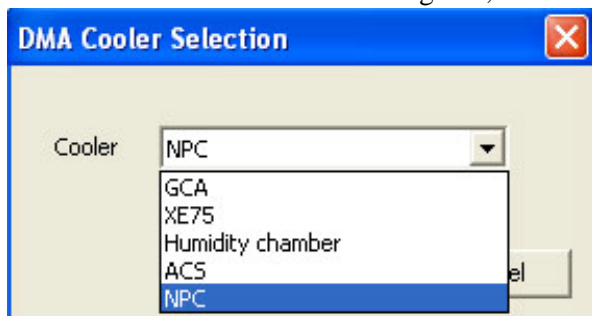 DMA Cooler Selection
Cooler NPC
GCA
XE75
Humidity chamber
ACS
el
NPC